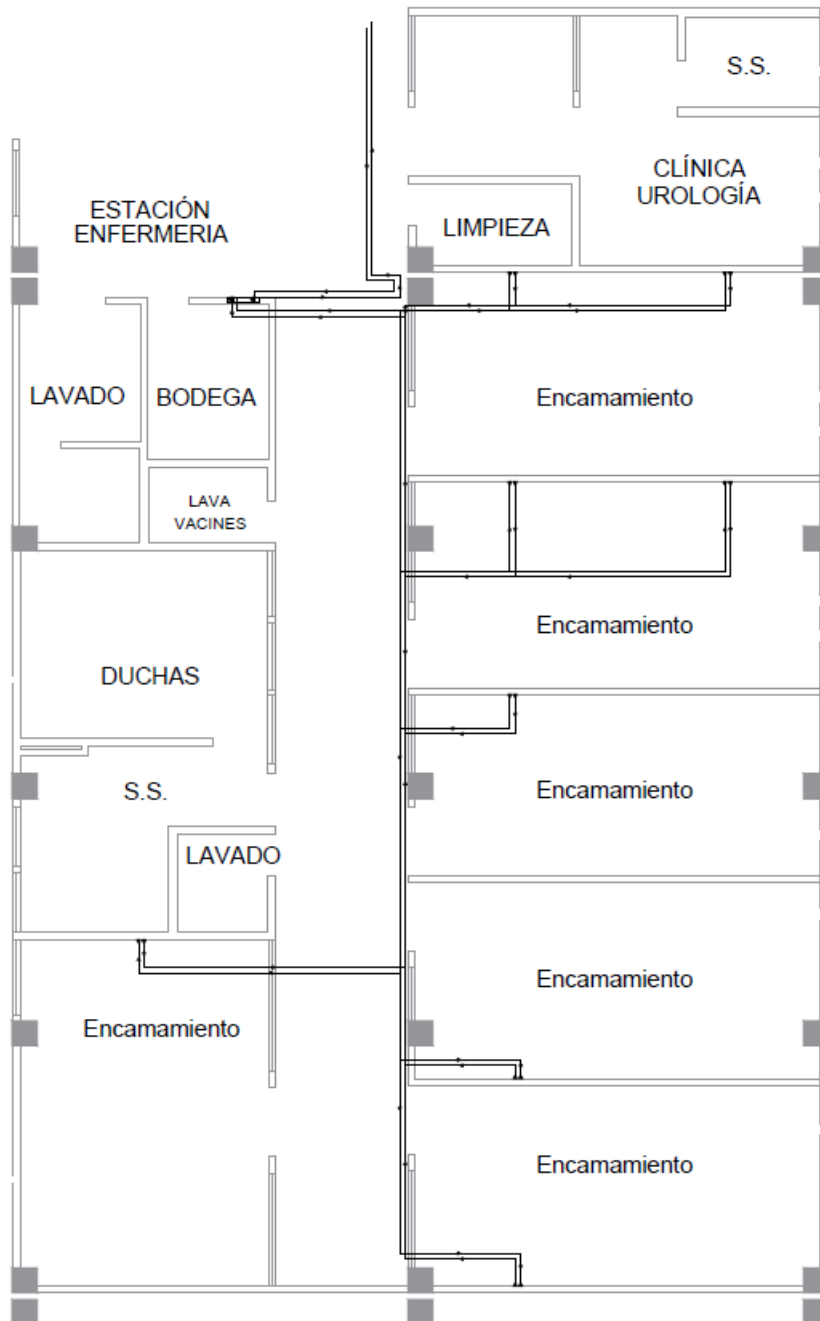 S.S.
CLÍNICA
UROLOGÍA
ESTACIÓN
ENFERMERIA
LIMPIEZA
LAVADO
BODEGA
Encamamiento
LAVA
VACINES
Encamamiento
DUCHAS
S.S.
Encamamiento
LAVADO
Encamamiento
Encamamiento
Encamamiento